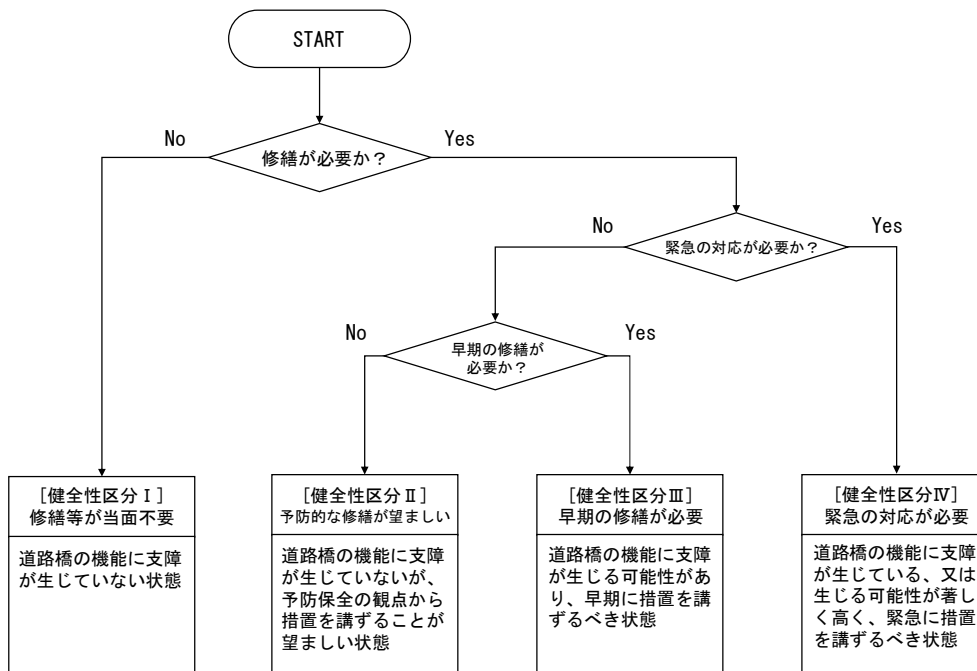 START
No
Yes
修繕が必要か？
No
Yes
緊急の対応が必要か？
No
Yes
早期の修繕が
必要か？
［健全性区分Ⅰ］
修繕等が当面不要
道路橋の機能に支障
が生じていない状態
［健全性区分Ⅱ］
予防的な修繕が望ましい
道路橋の機能に支障
が生じていないが、
予防保全の観点から
措置を講ずることが
望ましい状態
［健全性区分Ⅲ］
早期の修繕が必要
道路橋の機能に支障
が生じる可能性があ
り、早期に措置を講
ずるべき状態
［健全性区分Ⅳ］
緊急の対応が必要
道路橋の機能に支障
が生じている、又は
生じる可能性が著し
く高く、緊急に措置
を講ずるべき状態